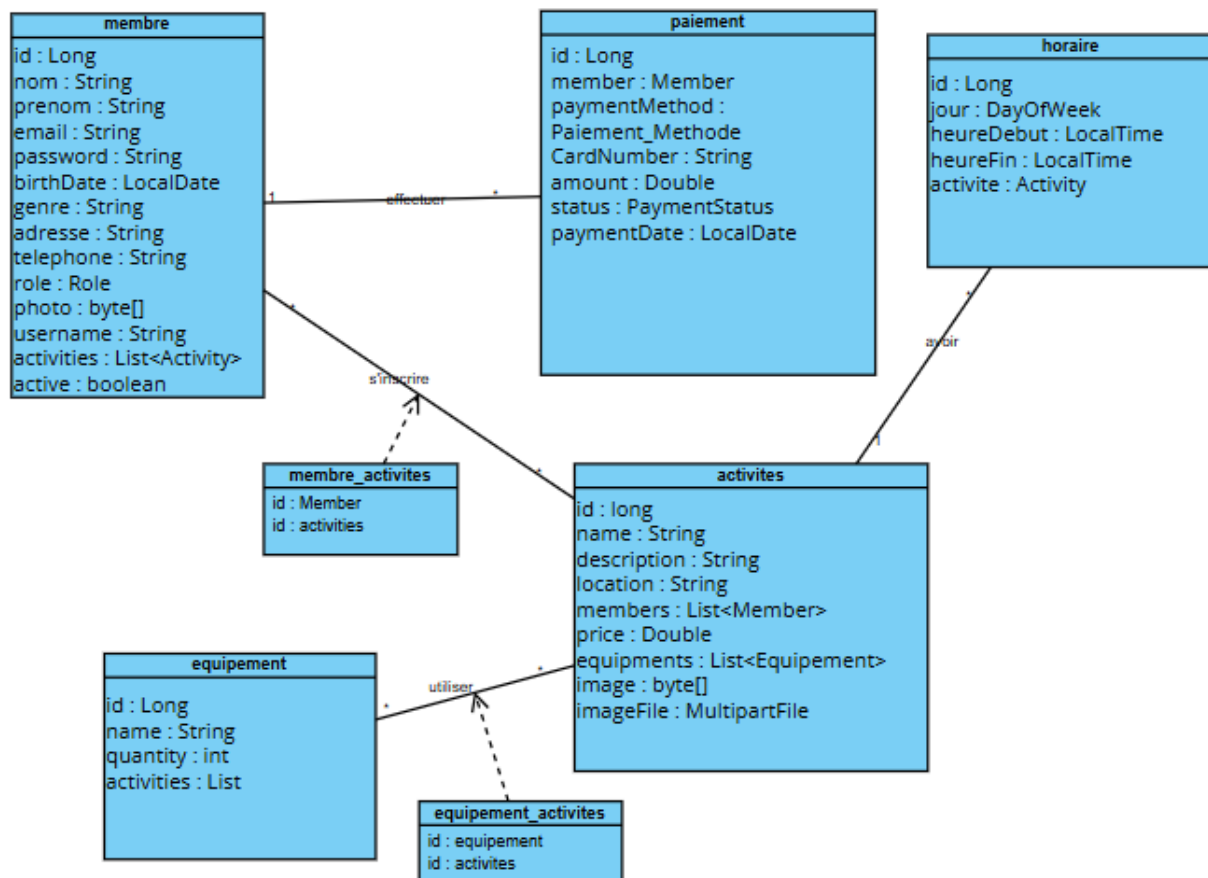 membre
id : Long
nom : String
prenom : String
email : String
password : String
birthDate : LocalDate
genre : String
adresse : String
telephone : String
role : Role
photo : byte[]
username : String
activities : List<Activity>
active : boolean
1
effectuer
*
paiement
id : Long
member : Member
paymentMethod :
Paiement_Methode
CardNumber : String
amount : Double
status : PaymentStatus
paymentDate : LocalDate
horaire
id : Long
jour : DayOfWeek
heureDebut : LocalTime
heureFin : LocalTime
activite : Activity
*
avoir
1
*
s'inscrire
*
membre_activites
id : Member
id : activities
activites
id : long
name : String
description : String
location : String
members : List<Member>
price : Double
equipments : List<Equipement>
image : byte[]
imageFile : MultipartFile
equipement
id : Long
name : String
quantity : int
activities : List
*
utiliser
*
equipement_activites
id : equipement
id : activites